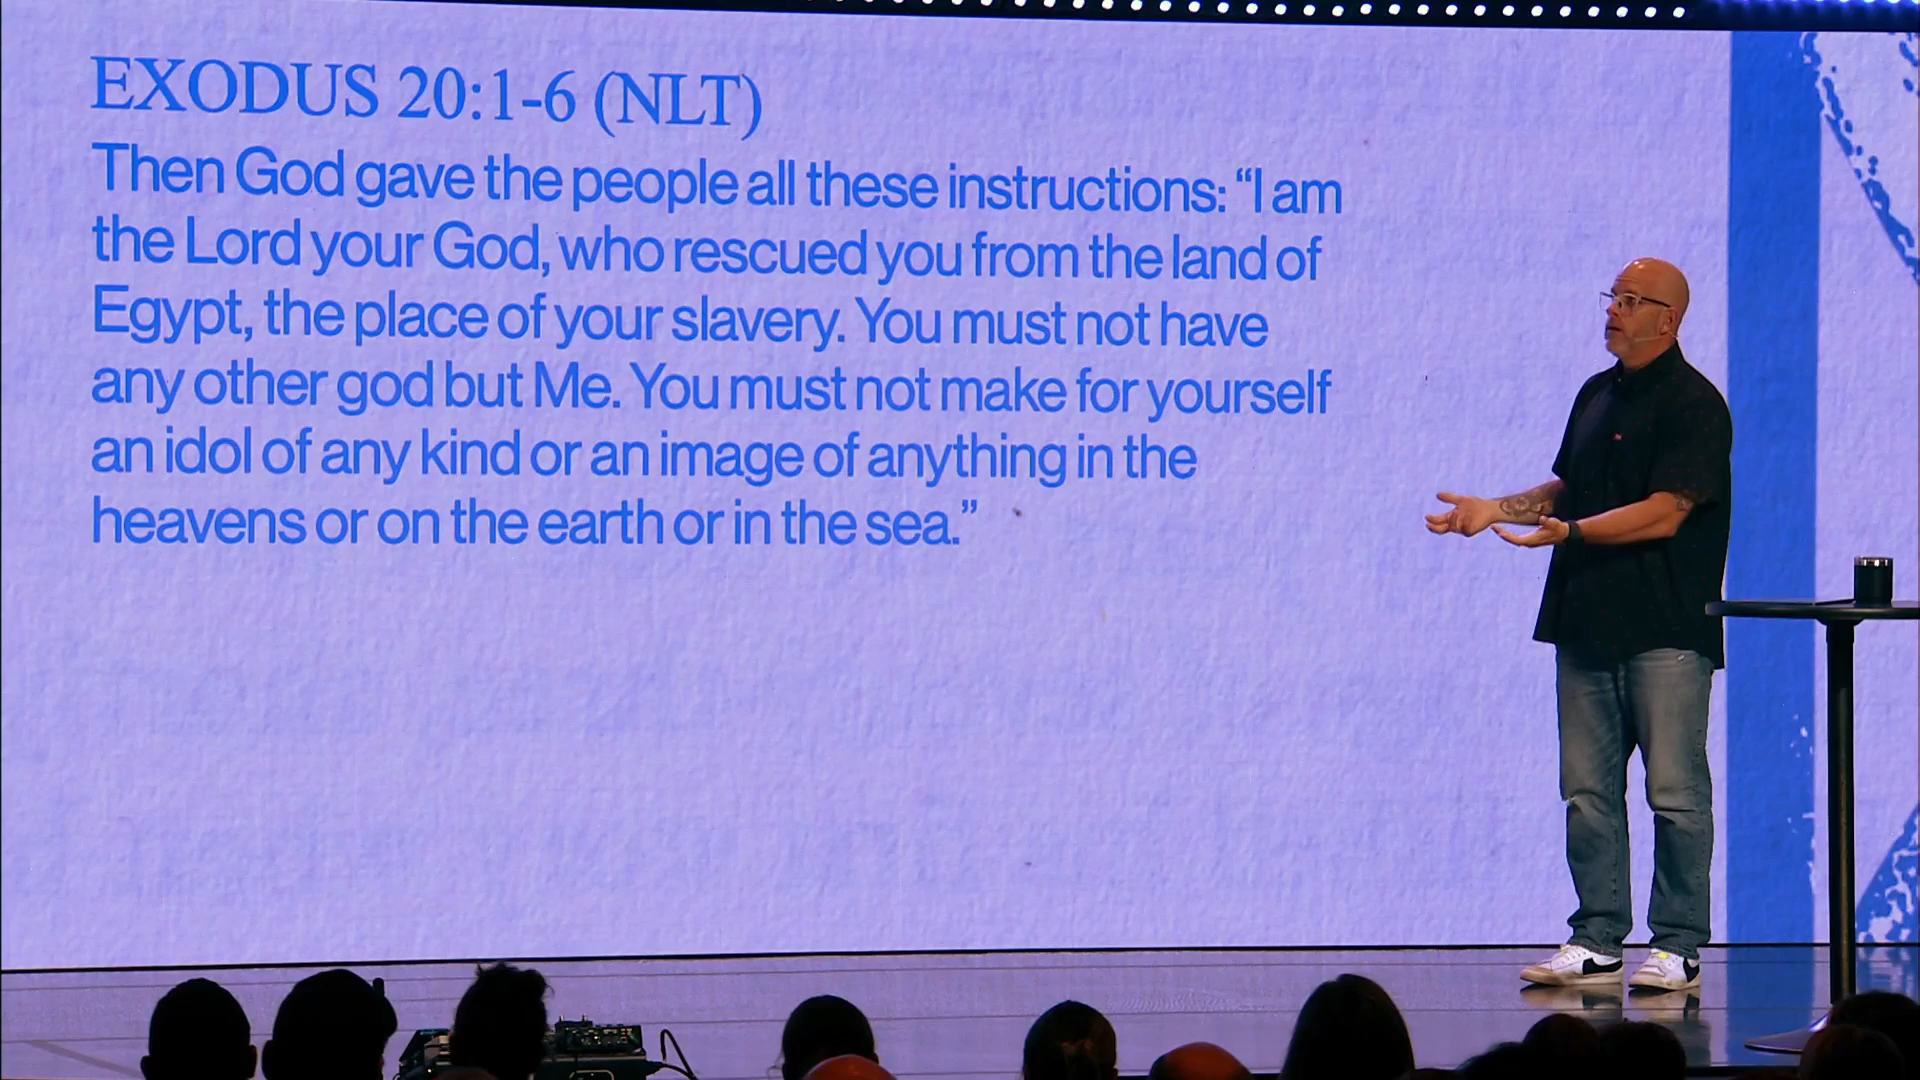 EXODUS 20:1-6 (NLT)
Then God gave the people all these instructions: “I am
the Lord your God, who rescued you from the land of
Egypt, the place of your slavery. You must not have
any other god but Me. You must not make for yourself
an idol of any kind or an image of anything in the
heavens or on the earth or in the sea.”